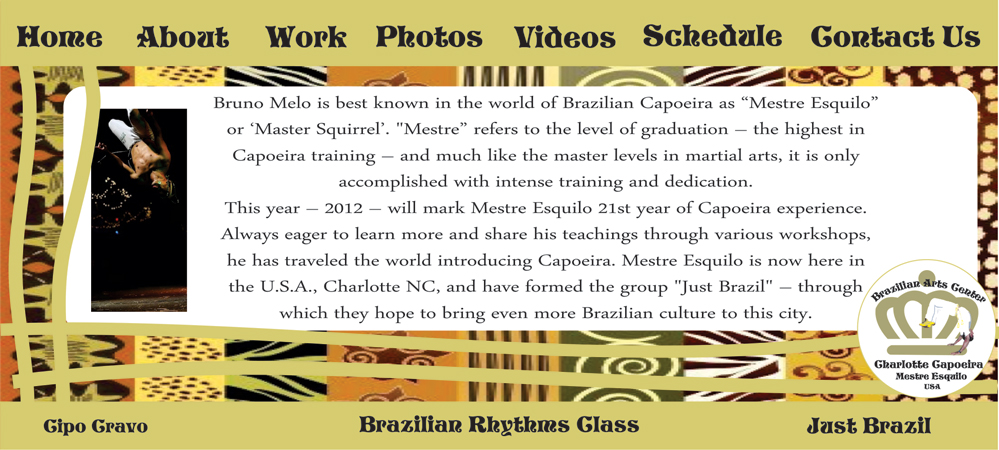 Home About Work Photos Videos Schedule Contact Us
Bruno Melo is best known in the world of Brazilian Capoeira as “Mestre Esquilo”
or ‘Master Squirrel’. "Mestre” refers to the level of graduation – the highest in
Capoeira training – and much like the master levels in martial arts, it is only
accomplished with intense training and dedication.
This year – 2012 – will mark Mestre Esquilo 21st year of Capoeira experience.
Always eager to learn more and share his teachings through various workshops,
he has traveled the world introducing Capoeira. Mestre Esquilo is now here in
the U.S.A., Charlotte NC, and have formed the group "Just Brazil" – through
which they hope to bring even more Brazilian culture to this city.
Brazilian Arts Center
Charlotte Capoeira
Mestre Esquilo
USA
Cipo Cravo Brazilian Rhythms Class Just Brazil